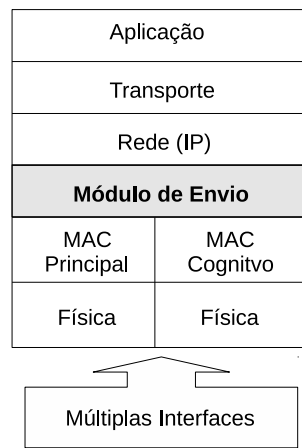 Aplicação
Transporte
Rede (IP)
Módulo de Envio
MAC
Principal
MAC
Cognitvo
Física
Física
Múltiplas Interfaces